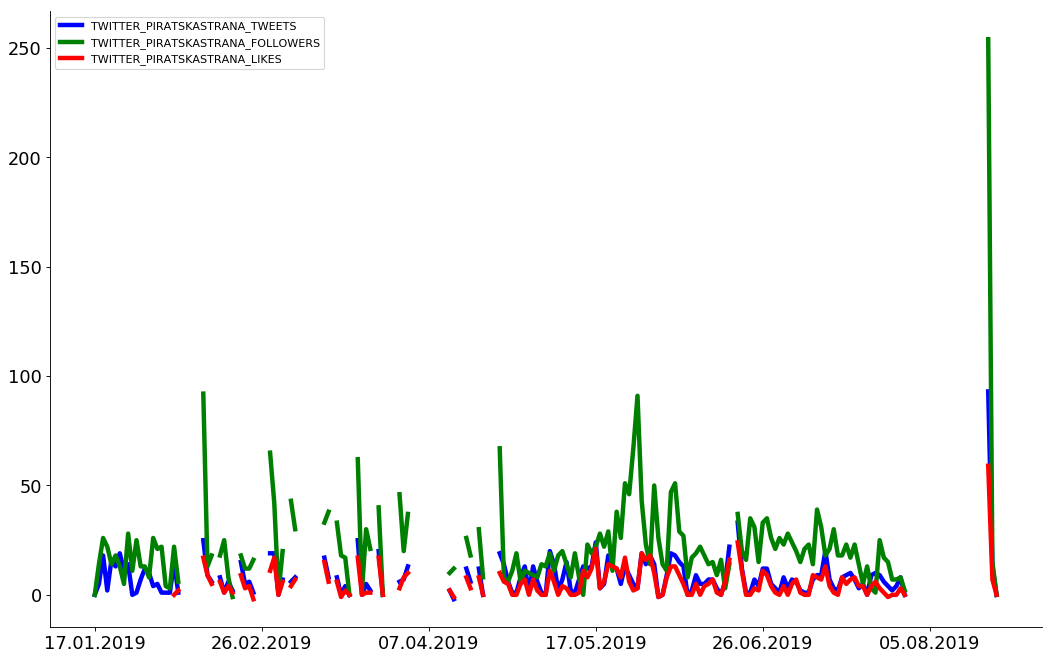 TWITTER_PIRATSKASTRANA_TWEETS
TWITTER_PIRATSKASTRANA_FOLLOWERS
TWITTER_PIRATSKASTRANA_LIKES
250
200
150
100
50
0
17.01.2019 26.02.2019 07.04.2019 17.05.2019 26.06.2019 05.08.2019